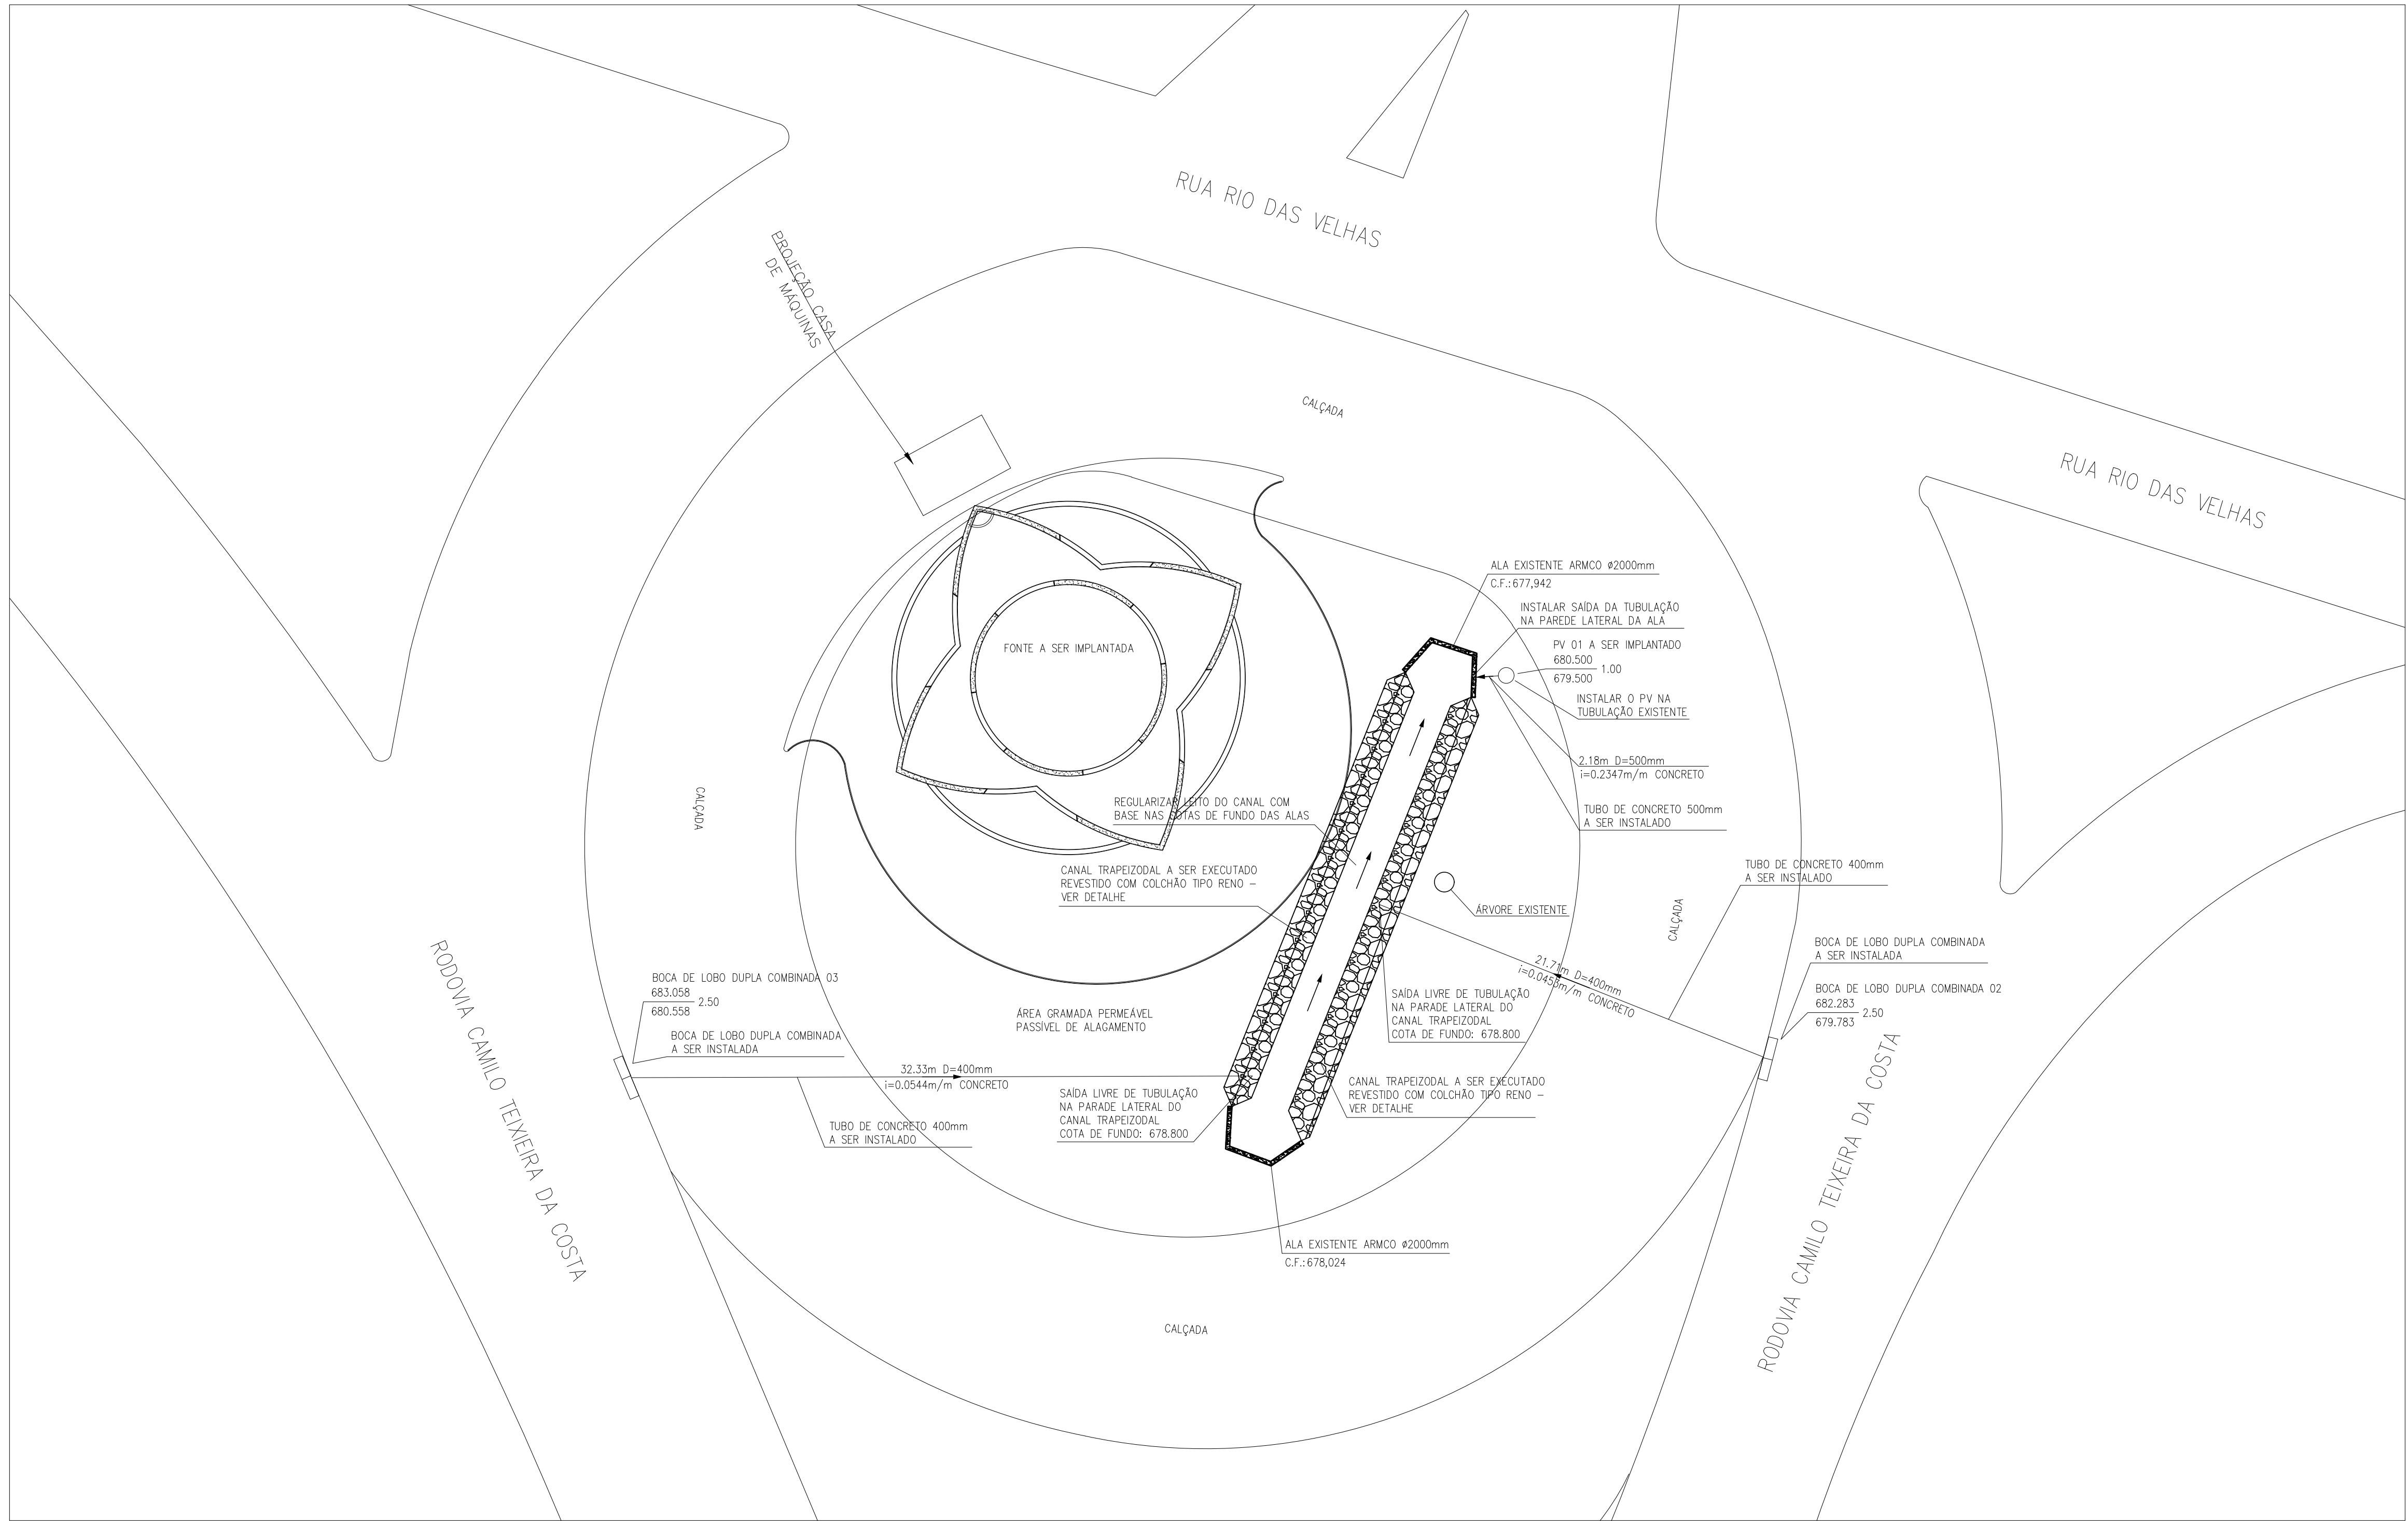 RUA RIO DAS VELHAS
PROJEÇÃO CASA
DE MÁQUINAS
CALÇADA
RUA RIO DAS VELHAS
ALA EXISTENTE ARMCO Ø2000mm
C.F.:677,942
INSTALAR SAÍDA DA TUBULAÇÃO
NA PAREDE LATERAL DA ALA
FONTE A SER IMPLANTADA
PV 01 A SER IMPLANTADO
680.500
1.00
679.500
INSTALAR O PV NA
TUBULAÇÃO EXISTENTE
2.18m D=500mm
i=0.2347m/m CONCRETO
CALÇADA
REGULARIZAR LEITO DO CANAL COM
BASE NAS COTAS DE FUNDO DAS ALAS
TUBO DE CONCRETO 500mm
A SER INSTALADO
CANAL TRAPEIZODAL A SER EXECUTADO
REVESTIDO COM COLCHÃO TIPO RENO –
VER DETALHE
TUBO DE CONCRETO 400mm
A SER INSTALADO
ÁRVORE EXISTENTE
CALÇADA
BOCA DE LOBO DUPLA COMBINADA
A SER INSTALADA
BOCA DE LOBO DUPLA COMBINADA 02
682.283
2.50
679.783
21.71m D=400mm
i=0.0453m/m CONCRETO
RODOVIA CAMILO TEIXIEIRA DA COSTA
BOCA DE LOBO DUPLA COMBINADA 03
683.058
2.50
680.558
BOCA DE LOBO DUPLA COMBINADA
A SER INSTALADA
ÁREA GRAMADA PERMEÁVEL
PASSÍVEL DE ALAGAMENTO
SAÍDA LIVRE DE TUBULAÇÃO
NA PARADE LATERAL DO
CANAL TRAPEIZODAL
COTA DE FUNDO: 678.800
32.33m D=400mm
i=0.0544m/m CONCRETO
SAÍDA LIVRE DE TUBULAÇÃO
NA PARADE LATERAL DO
CANAL TRAPEIZODAL
COTA DE FUNDO: 678.800
CANAL TRAPEIZODAL A SER EXECUTADO
REVESTIDO COM COLCHÃO TIPO RENO –
VER DETALHE
TUBO DE CONCRETO 400mm
A SER INSTALADO
RODOVIA CAMILO TEIXEIRA DA COSTA
ALA EXISTENTE ARMCO Ø2000mm
C.F.:678,024
CALÇADA